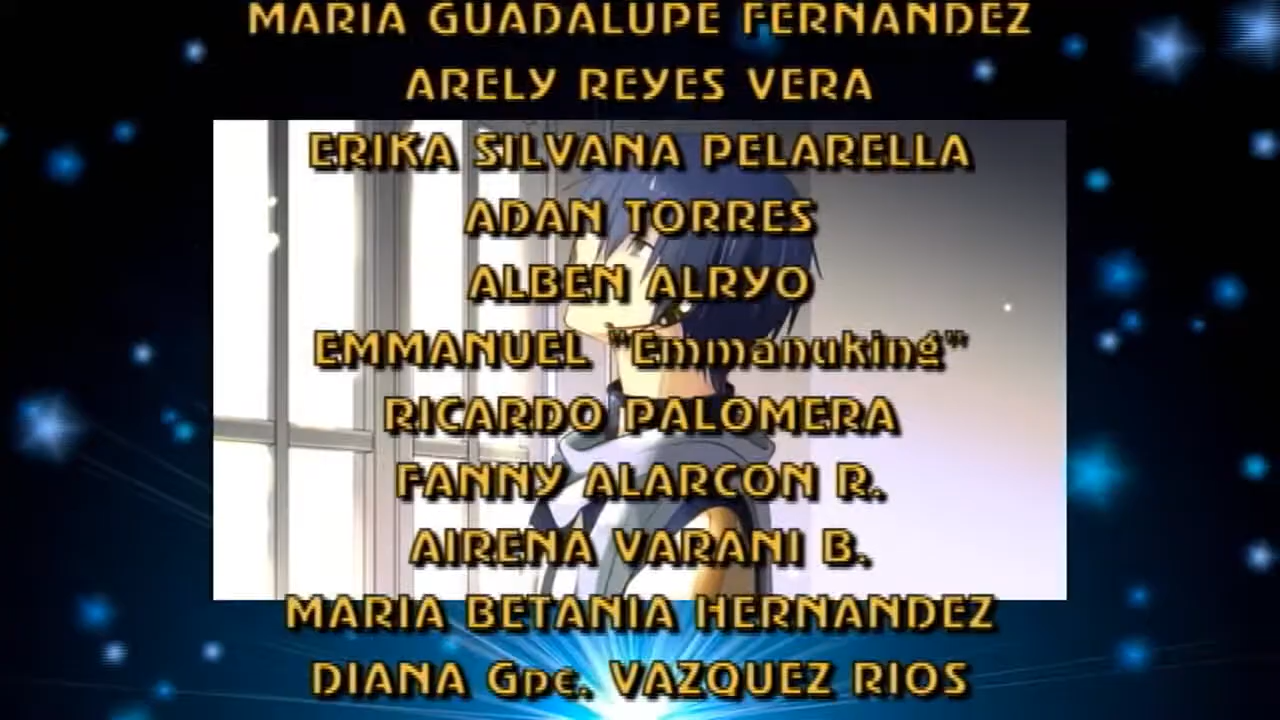 MARIA GUADALUPE FERNANDEZ
ARELY REYES VERA
ERIKA SILVANA PELARELLA
ADAN TORRES
ALBEN ALRYO
EMMANUEL "Emmanuking"
RICARDO PALOMERA
FANNY ALARCON R.
AIRENA VARANI B.
MARIA BETANIA HERNANDEZ
DIANA Gpe. VAZQUEZ RIOS